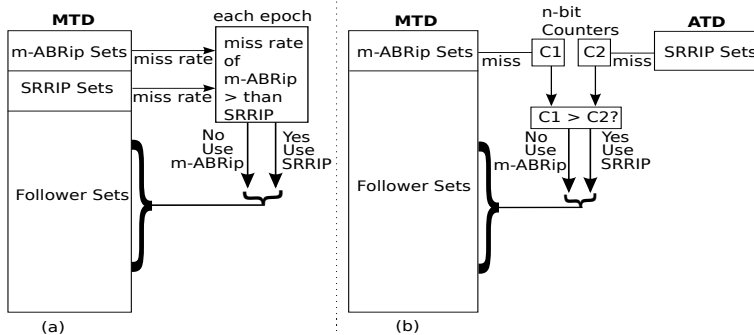 MTD
m-ABRip Sets
SRRIP Sets
Follower Sets
miss rate
miss rate
each epoch
miss rate
of
m-ABRip
> than
SRRIP
No
Use
m-ABRip
Yes
Use
SRRIP
(a)
MTD
m-ABRip Sets
Follower Sets
miss
n-bit
Counters
C1
C2
miss
ATD
SRRIP Sets
C1 > C2?
No
Use
m-ABRip
Yes
Use
SRRIP
(b)